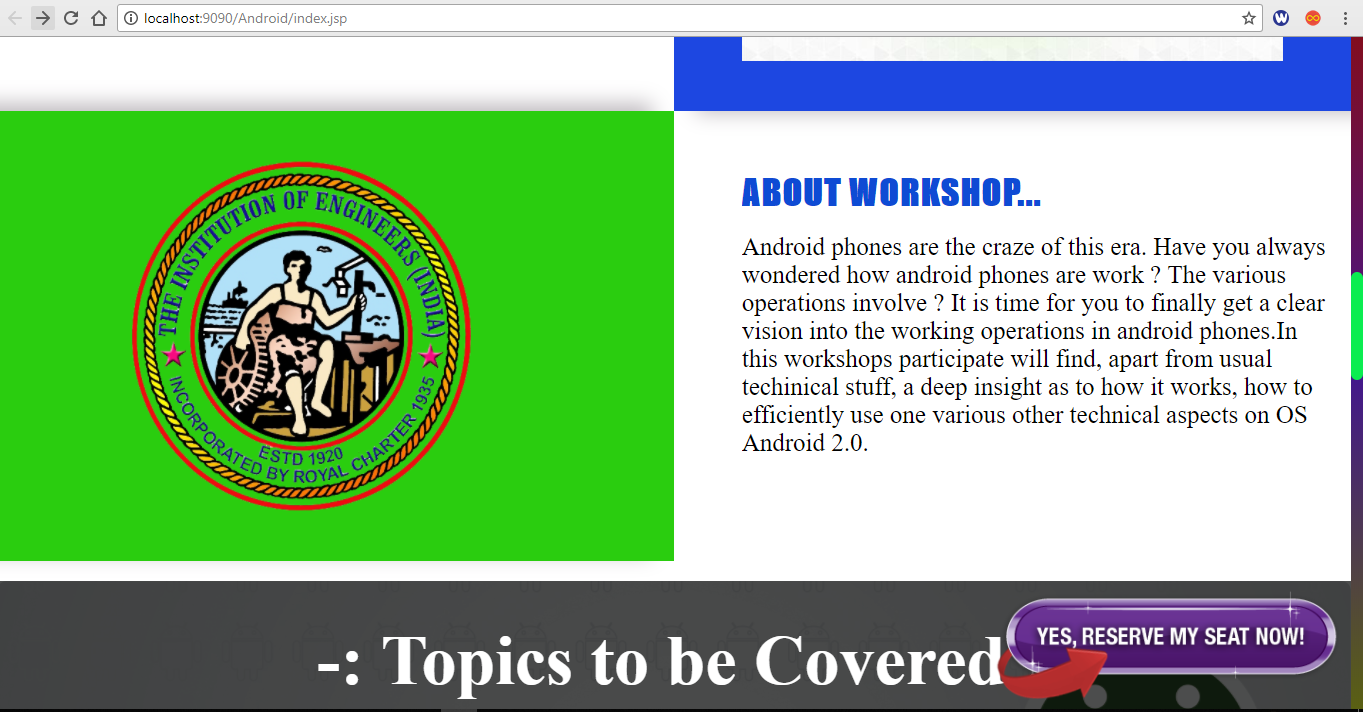 localhost:9090/Android/index.jsp
W
THE INSTITUTION OF ENGINEERS (INDIA)
INCORPORATED BY ROYAL CHARTER 1935
ESTD 1920
ABOUT WORKSHOP...
Android phones are the craze of this era. Have you always
wondered how android phones are work ? The various
operations involve ? It is time for you to finally get a clear
vision into the working operations in android phones.In
this workshops participate will find, apart from usual
techinical stuff, a deep insight as to how it works, how to
efficiently use one various other technical aspects on OS
Android 2.0.
-: Topics to be Covered
YES, RESERVE MY SEAT NOW!